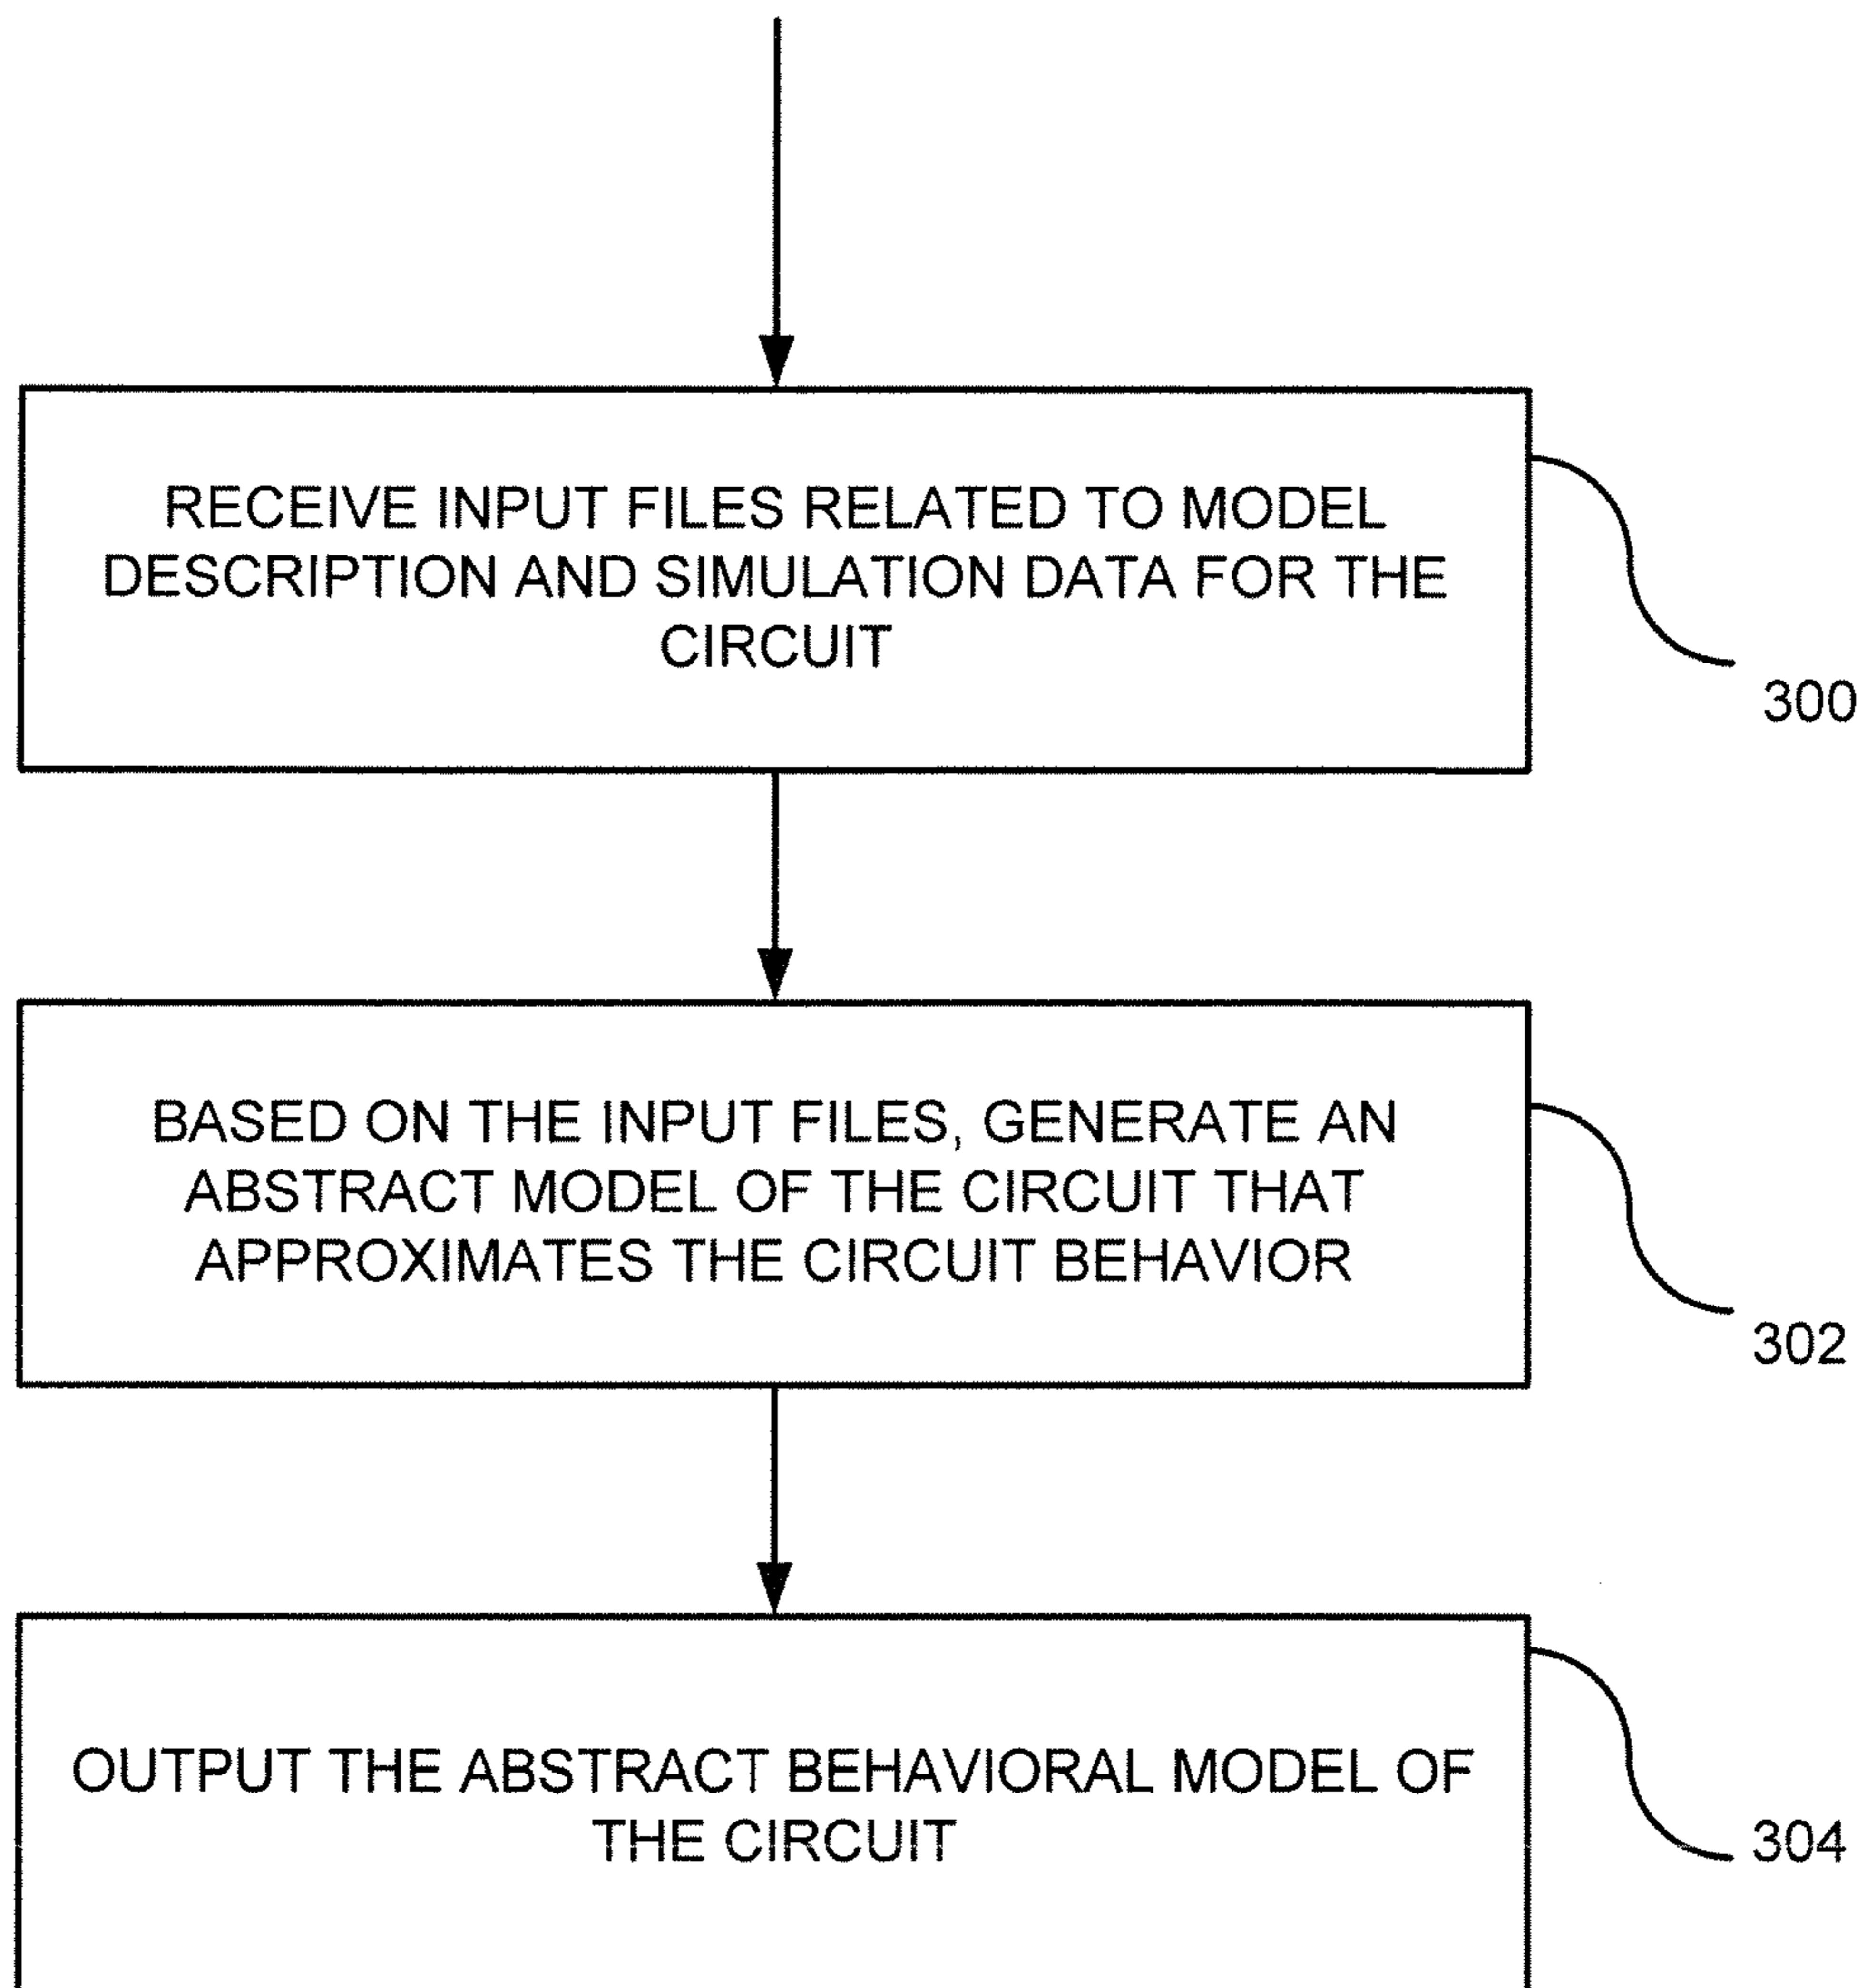 RECEIVE INPUT FILES RELATED TO MODEL
DESCRIPTION AND SIMULATION DATA FOR THE
CIRCUIT
300
BASED ON THE INPUT FILES, GENERATE AN
ABSTRACT MODEL OF THE CIRCUIT THAT
APPROXIMATES THE CIRCUIT BEHAVIOR
302
OUTPUT THE ABSTRACT BEHAVIORAL MODEL OF
THE CIRCUIT
304